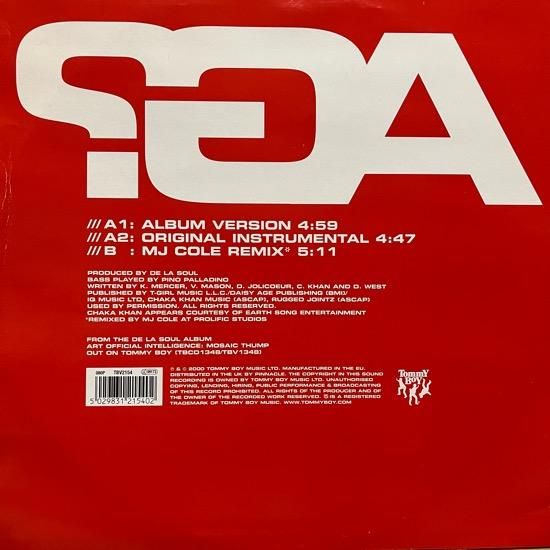 ?GA
/// A1: ALBUM VERSION 4:59
/// A2: ORIGINAL INSTRUMENTAL 4:47
/// B : MJ COLE REMIX* 5:11
PRODUCED BY DE LA SOUL
BASS PLAYED BY PINO PALLADINO
WRITTEN BY K. MERCER, V. MASON, D. JOLICOEUR, C. KHAN AND D. WEST
PUBLISHED BY T-GIRL MUSIC L.L.C./DAISY AGE PUBLISHING (BMI)/
IQ MUSIC LTD, CHAKA KHAN MUSIC (ASCAP), RUGGED JOINTZ (ASCAP)
USED BY PERMISSION. ALL RIGHTS RESERVED.
CHAKA KHAN APPEARS COURTESY OF EARTH SONG ENTERTAINMENT
*REMIXED BY MJ COLE AT PROLIFIC STUDIOS
FROM THE DE LA SOUL ALBUM
ART OFFICIAL INTELLIGENCE: MOSAIC THUMP
OUT ON TOMMY BOY (TBCD1348/TBV1348)
TBV2154
5 029831 215402
℗ & © 2000 TOMMY BOY MUSIC LTD. MANUFACTURED IN THE EU.
DISTRIBUTED IN THE UK BY PINNACLE. THE COPYRIGHT IN THIS SOUND
RECORDING IS OWNED BY TOMMY BOY MUSIC LTD. UNAUTHORISED
COPYING, LENDING, HIRING, PUBLIC PERFORMANCE & BROADCASTING
OF THIS RECORD PROHIBITED. ALL RIGHTS OF THE PRODUCER AND OF
THE OWNER OF THE RECORDED WORK RESERVED. IS A REGISTERED
TRADEMARK OF TOMMY BOY MUSIC. WWW.TOMMYBOY.COM
TOMMY BOY